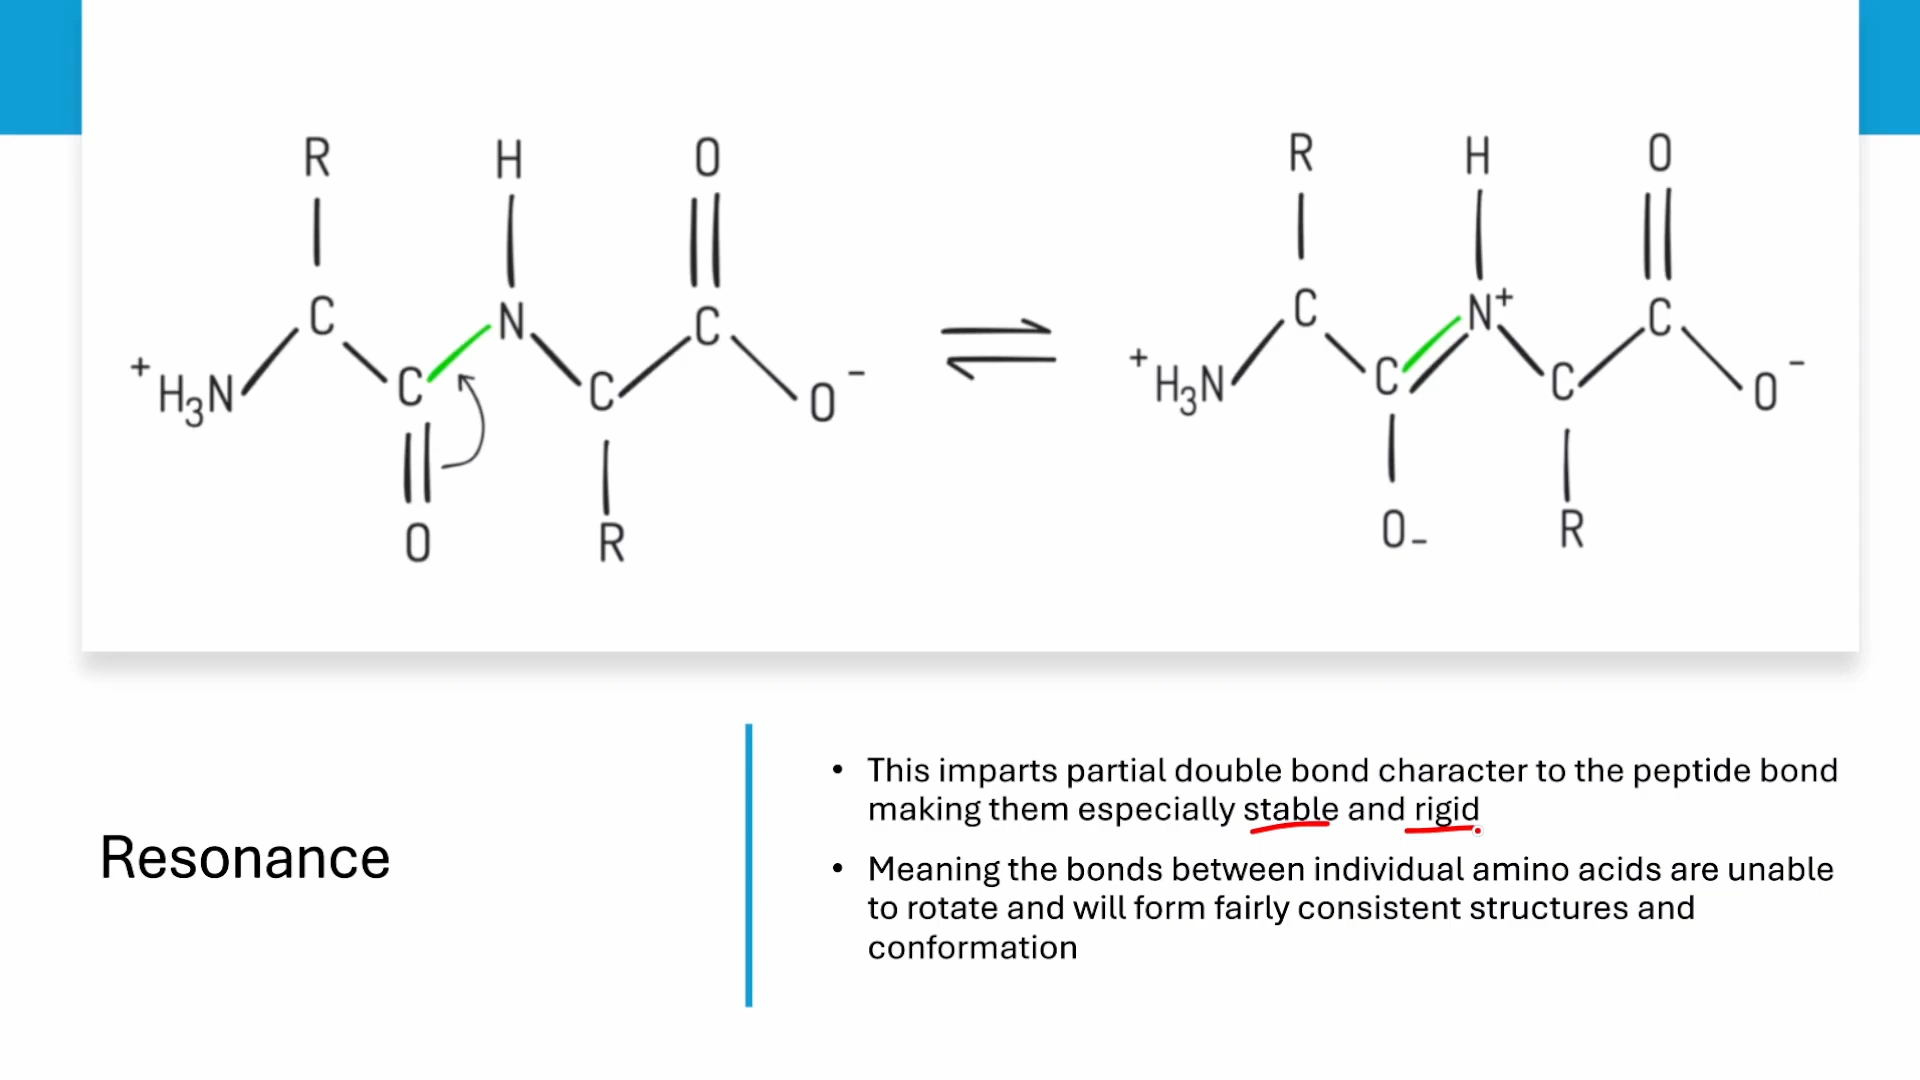 R H O R H O
C N C C N+ C
+H3N C C O- +H3N C C O-
O R O- R
Resonance
• This imparts partial double bond character to the peptide bond
making them especially stable and rigid
• Meaning the bonds between individual amino acids are unable
to rotate and will form fairly consistent structures and
conformation